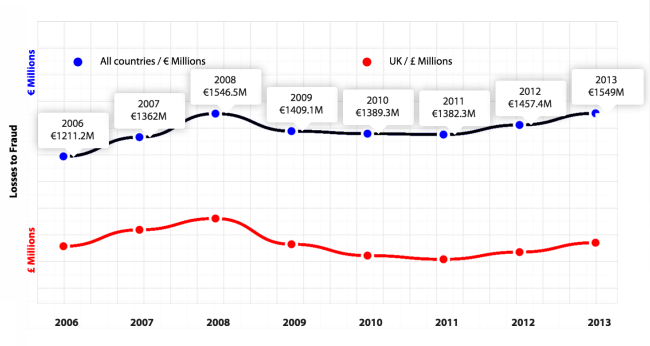 All countries / € Millions
UK / £ Millions
€ Millions
Losses to Fraud
£ Millions
2006
€1211.2M
2007
€1362M
2008
€1546.5M
2009
€1409.1M
2010
€1389.3M
2011
€1382.3M
2012
€1457.4M
2013
€1549M
2006
2007
2008
2009
2010
2011
2012
2013